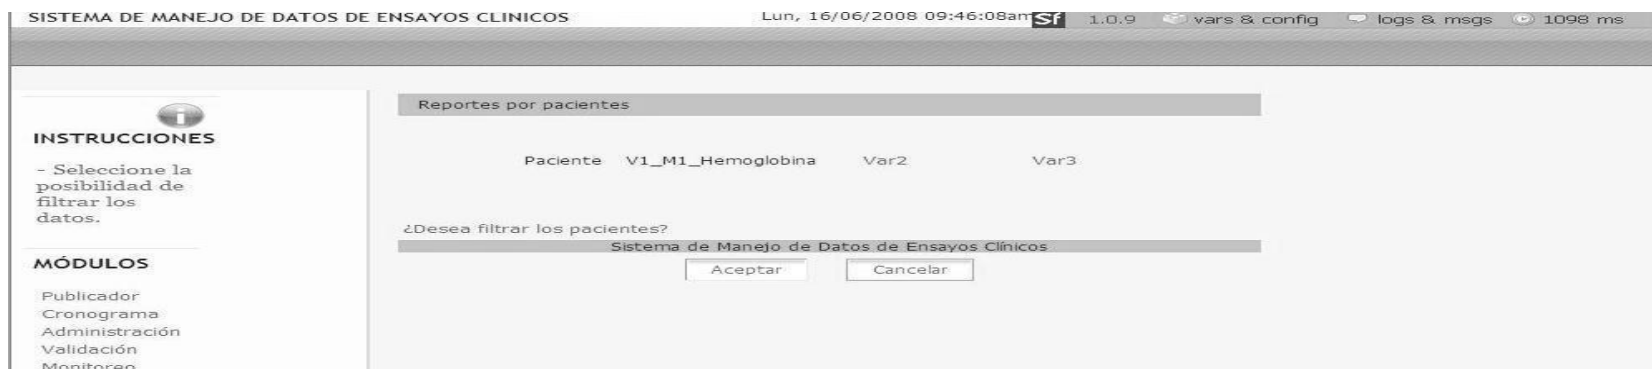 SISTEMA DE MANEJO DE DATOS DE ENSAYOS CLINICOS
Lun, 16/06/2008 09:46:08am Sf 1.0.9 vars & config logs & msgs 1098 ms
INSTRUCCIONES
- Seleccione la
posibilidad de
filtrar los
datos.
MÓDULOS
Publicador
Cronograma
Administración
Validación
Monitoreo
Reportes por pacientes
Paciente V1_M1_Hemoglobina Var2 Var3
¿Desea filtrar los pacientes?
Sistema de Manejo de Datos de Ensayos Clínicos
Aceptar Cancelar